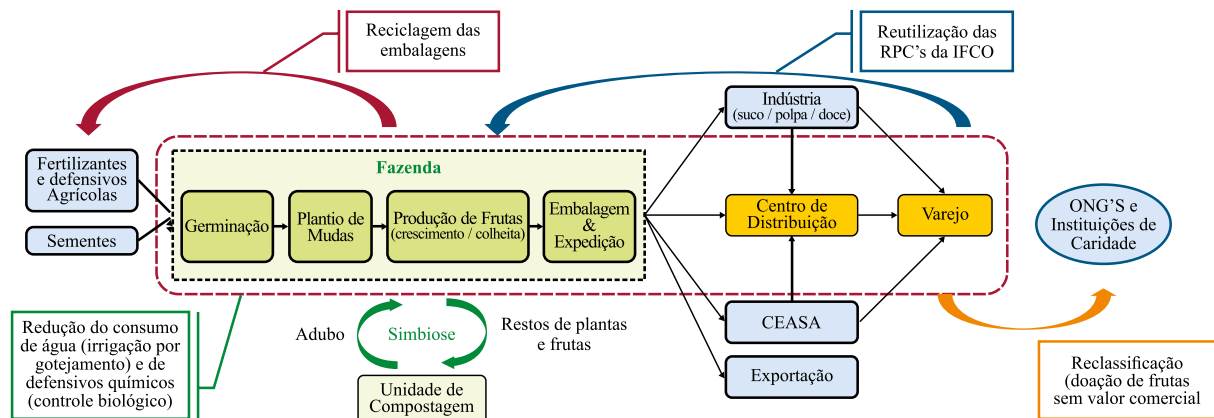 Reciclagem das
embalagens
Reutilização das
RPC's da IFCO
Fertilizantes
e defensivos
Agrícolas
Sementes
Fazenda
Germinação
Plantio de
Mudas
Produção de Frutas
(crescimento / colheita)
Embalagem
&
Expedição
Indústria
(suco / polpa / doce)
Centro de
Distribuição
Varejo
CEASA
Exportação
ONG'S e
Instituições de
Caridade
Redução do consumo
de água (irrigação por
gotejamento) e de
defensivos químicos
(controle biológico)
Adubo
Simbiose
Restos de plantas
e frutas
Unidade de
Compostagem
Reclassificação
(doação de frutas
sem valor comercial